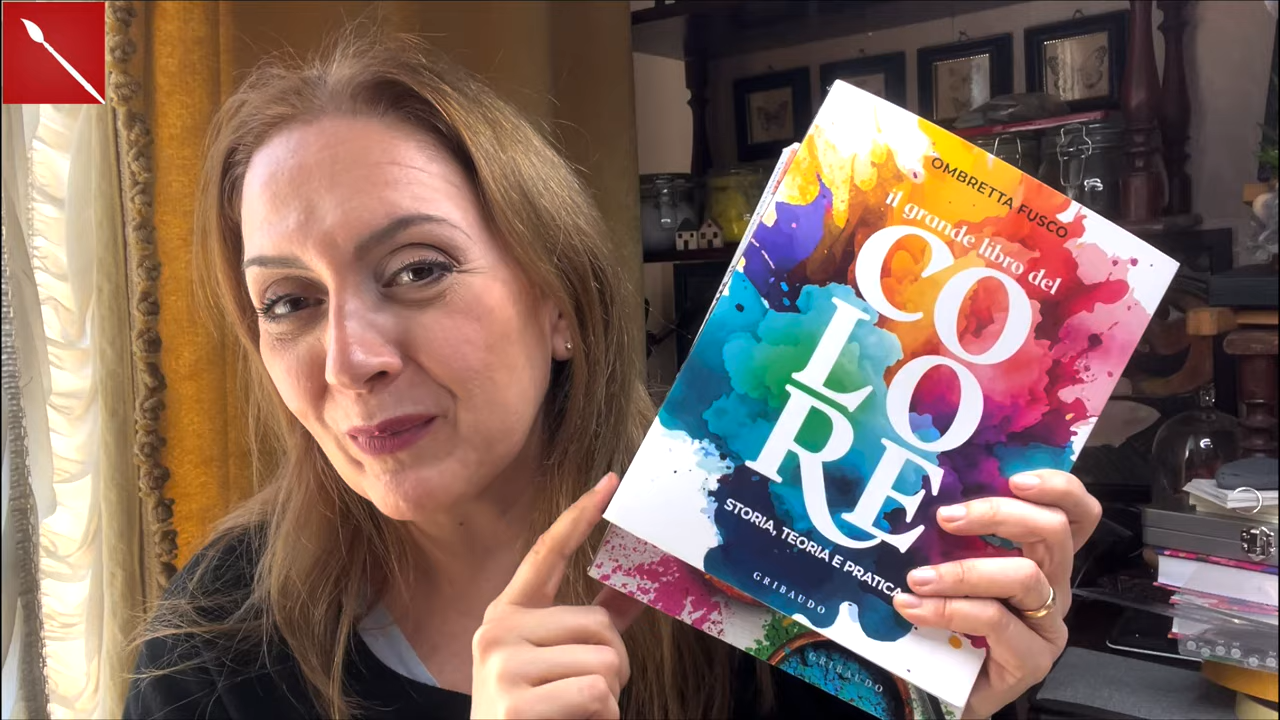 OMBRETTA FUSCO
il grande libro del
CO
LO
RE
STORIA, TEORIA E PRATICA
GRIBAUDO
GRIBAUDO